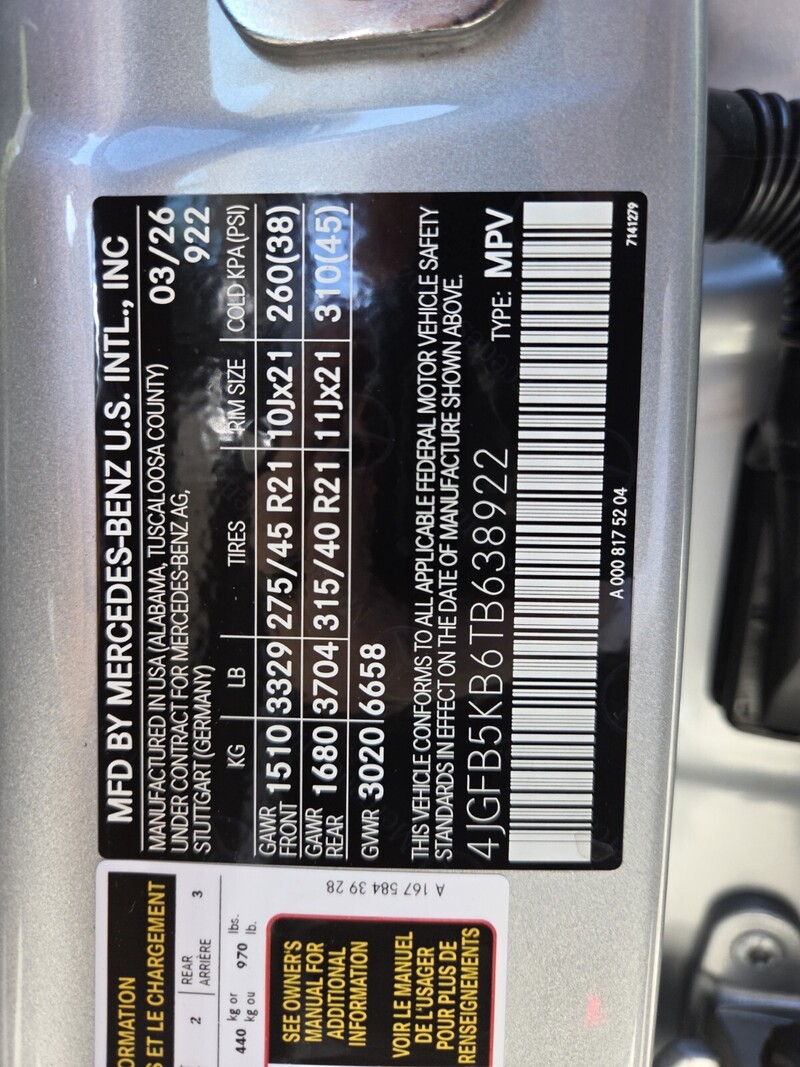 MFD BY MERCEDES-BENZ U.S. INTL., INC
MANUFACTURED IN USA (ALABAMA, TUSCALOOSA COUNTY) 03/26
UNDER CONTRACT FOR MERCEDES-BENZ AG, 922
STUTTGART (GERMANY)
KG LB TIRES RIM SIZE COLD KPA (PSI)
GAWR FRONT 1510 3329 275/45 R21 10Jx21 260(38)
GAWR REAR 1680 3704 315/40 R21 11Jx21 310(45)
GWR 3020 6658
THIS VEHICLE CONFORMS TO ALL APPLICABLE FEDERAL MOTOR VEHICLE SAFETY
STANDARDS IN EFFECT ON THE DATE OF MANUFACTURE SHOWN ABOVE.
4JGFB5KB6TB638922 TYPE: MPV
A 000 817 52 04
7141279
ORMATION
S ET LE CHARGEMENT
2 REAR ARRIÈRE 3
440 kg or kg ou 970 lbs. lb.
SEE OWNER'S
MANUAL FOR
ADDITIONAL
INFORMATION
VOIR LE MANUEL
DE L'USAGER
POUR PLUS DE
RENSEIGNEMENTS
A 167 584 39 28